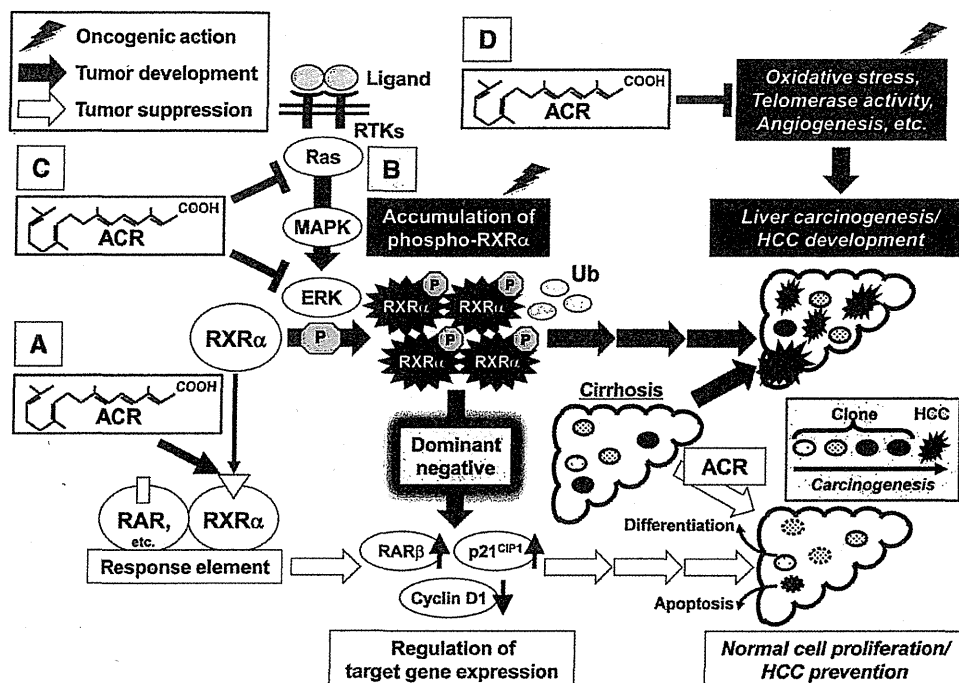 Oncogenic action
Tumor development
Tumor suppression
Ligand
RTKs
D
COOH
ACR
Oxidative stress,
Telomerase activity,
Angiogenesis, etc.
C
COOH
ACR
Ras
MAPK
ERK
B
Accumulation of
phospho-RXRα
Liver carcinogenesis/
HCC development
A
COOH
ACR
RXRα
P
P
P
P
P
RXRα
RXRα
RXRα
RXRα
Ub
Cirrhosis
Dominant
negative
ACR
Clone
HCC
Carcinogenesis
RAR,
etc.
RXRα
Response element
RARβ
p21CIP1
Cyclin D1
Differentiation
Apoptosis
Regulation of
target gene expression
Normal cell proliferation/
HCC prevention